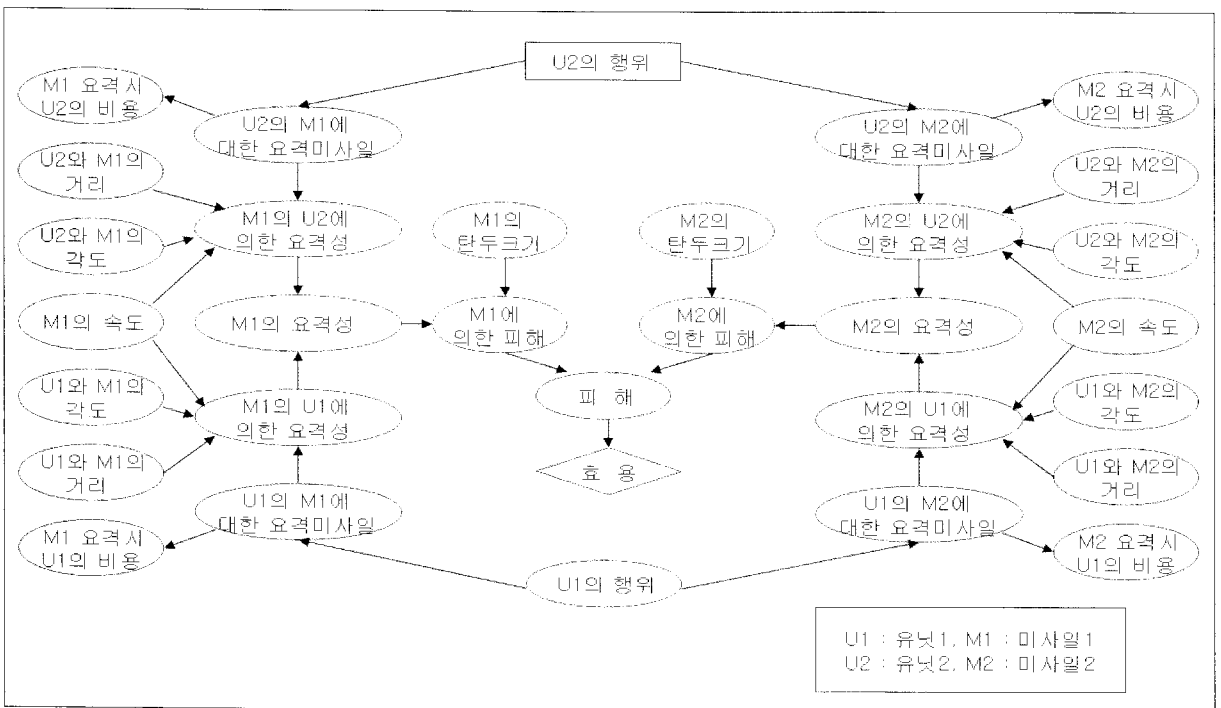 U2의 행위
M1 요격시
U2의 비용
M2 요격시
U2의 비용
U2의 M1에
대한 요격미사일
U2의 M2에
대한 요격미사일
U2와 M1의
거리
U2와 M2의
거리
M1의 U2에
의한 요격성
M1의
탄두크기
M2의
탄두크기
M2의 U2에
의한 요격성
U2와 M1의
각도
U2와 M2의
각도
M1의 속도
M1의 요격성
M1에
의한 피해
M2에
의한 피해
M2의 요격성
M2의 속도
U1와 M1의
각도
M1의 U1에
의한 요격성
피 해
M2의 U1에
의한 요격성
U1와 M2의
각도
U1와 M1의
거리
효 용
U1와 M2의
거리
U1의 M1에
대한 요격미사일
U1의 M2에
대한 요격미사일
M1 요격시
U1의 비용
M2 요격시
U1의 비용
U1의 행위
U1 : 유닛1, M1 : 미사일1
U2 : 유닛2, M2 : 미사일2